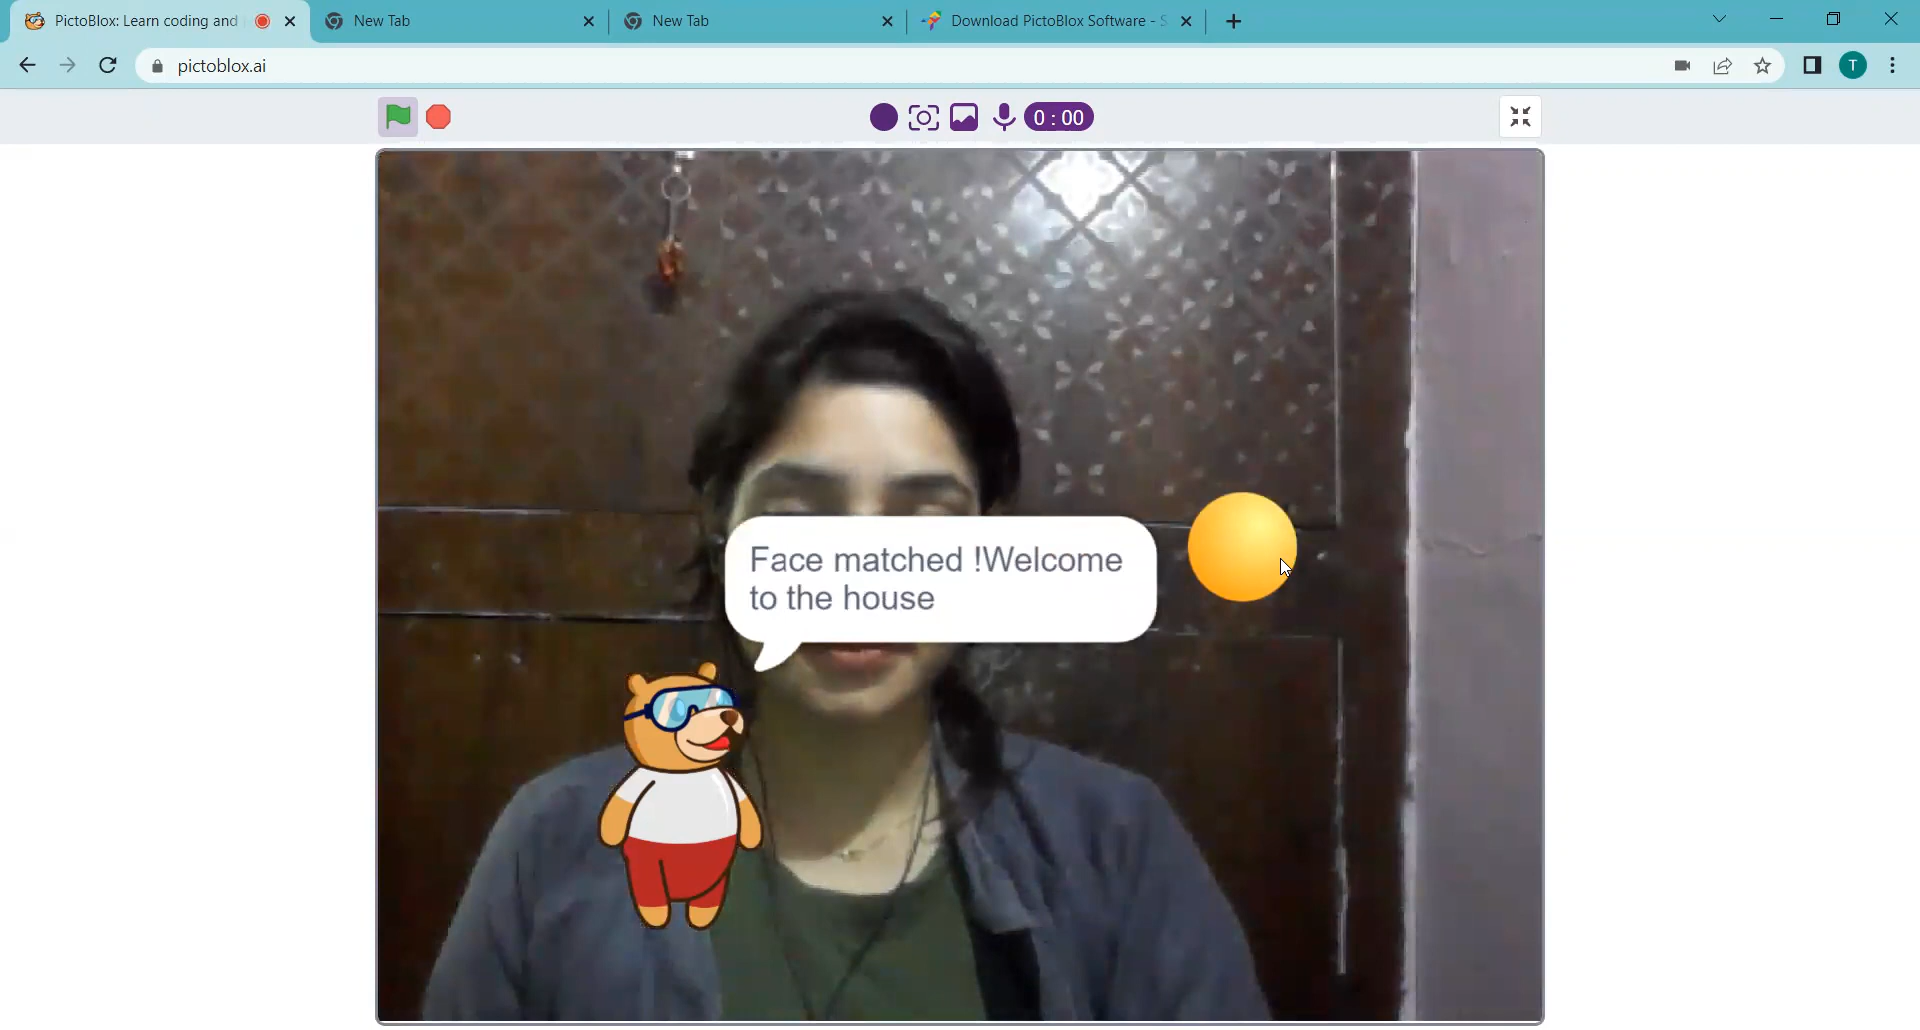 PictoBlox: Learn coding and
New Tab
New Tab
Download PictoBlox Software - S
pictoblox.ai
T
0 : 00
Face matched !Welcome
to the house